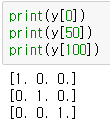 print(y[0])
print(y[50])
print(y[100])
[1. 0. 0.]
[0. 1. 0.]
[0. 0. 1.]